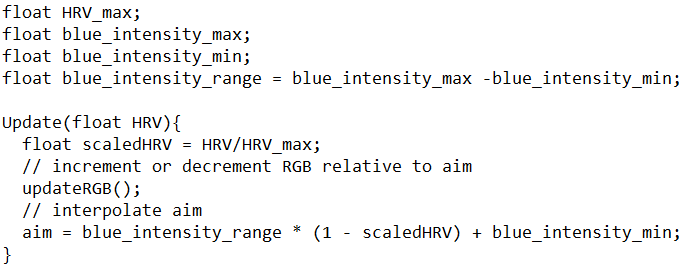 float HRV_max;
float blue_intensity_max;
float blue_intensity_min;
float blue_intensity_range = blue_intensity_max -blue_intensity_min;

Update(float HRV){
  float scaledHRV = HRV/HRV_max;
  // increment or decrement RGB relative to aim
  updateRGB();
  // interpolate aim
  aim = blue_intensity_range * (1 - scaledHRV) + blue_intensity_min;
}